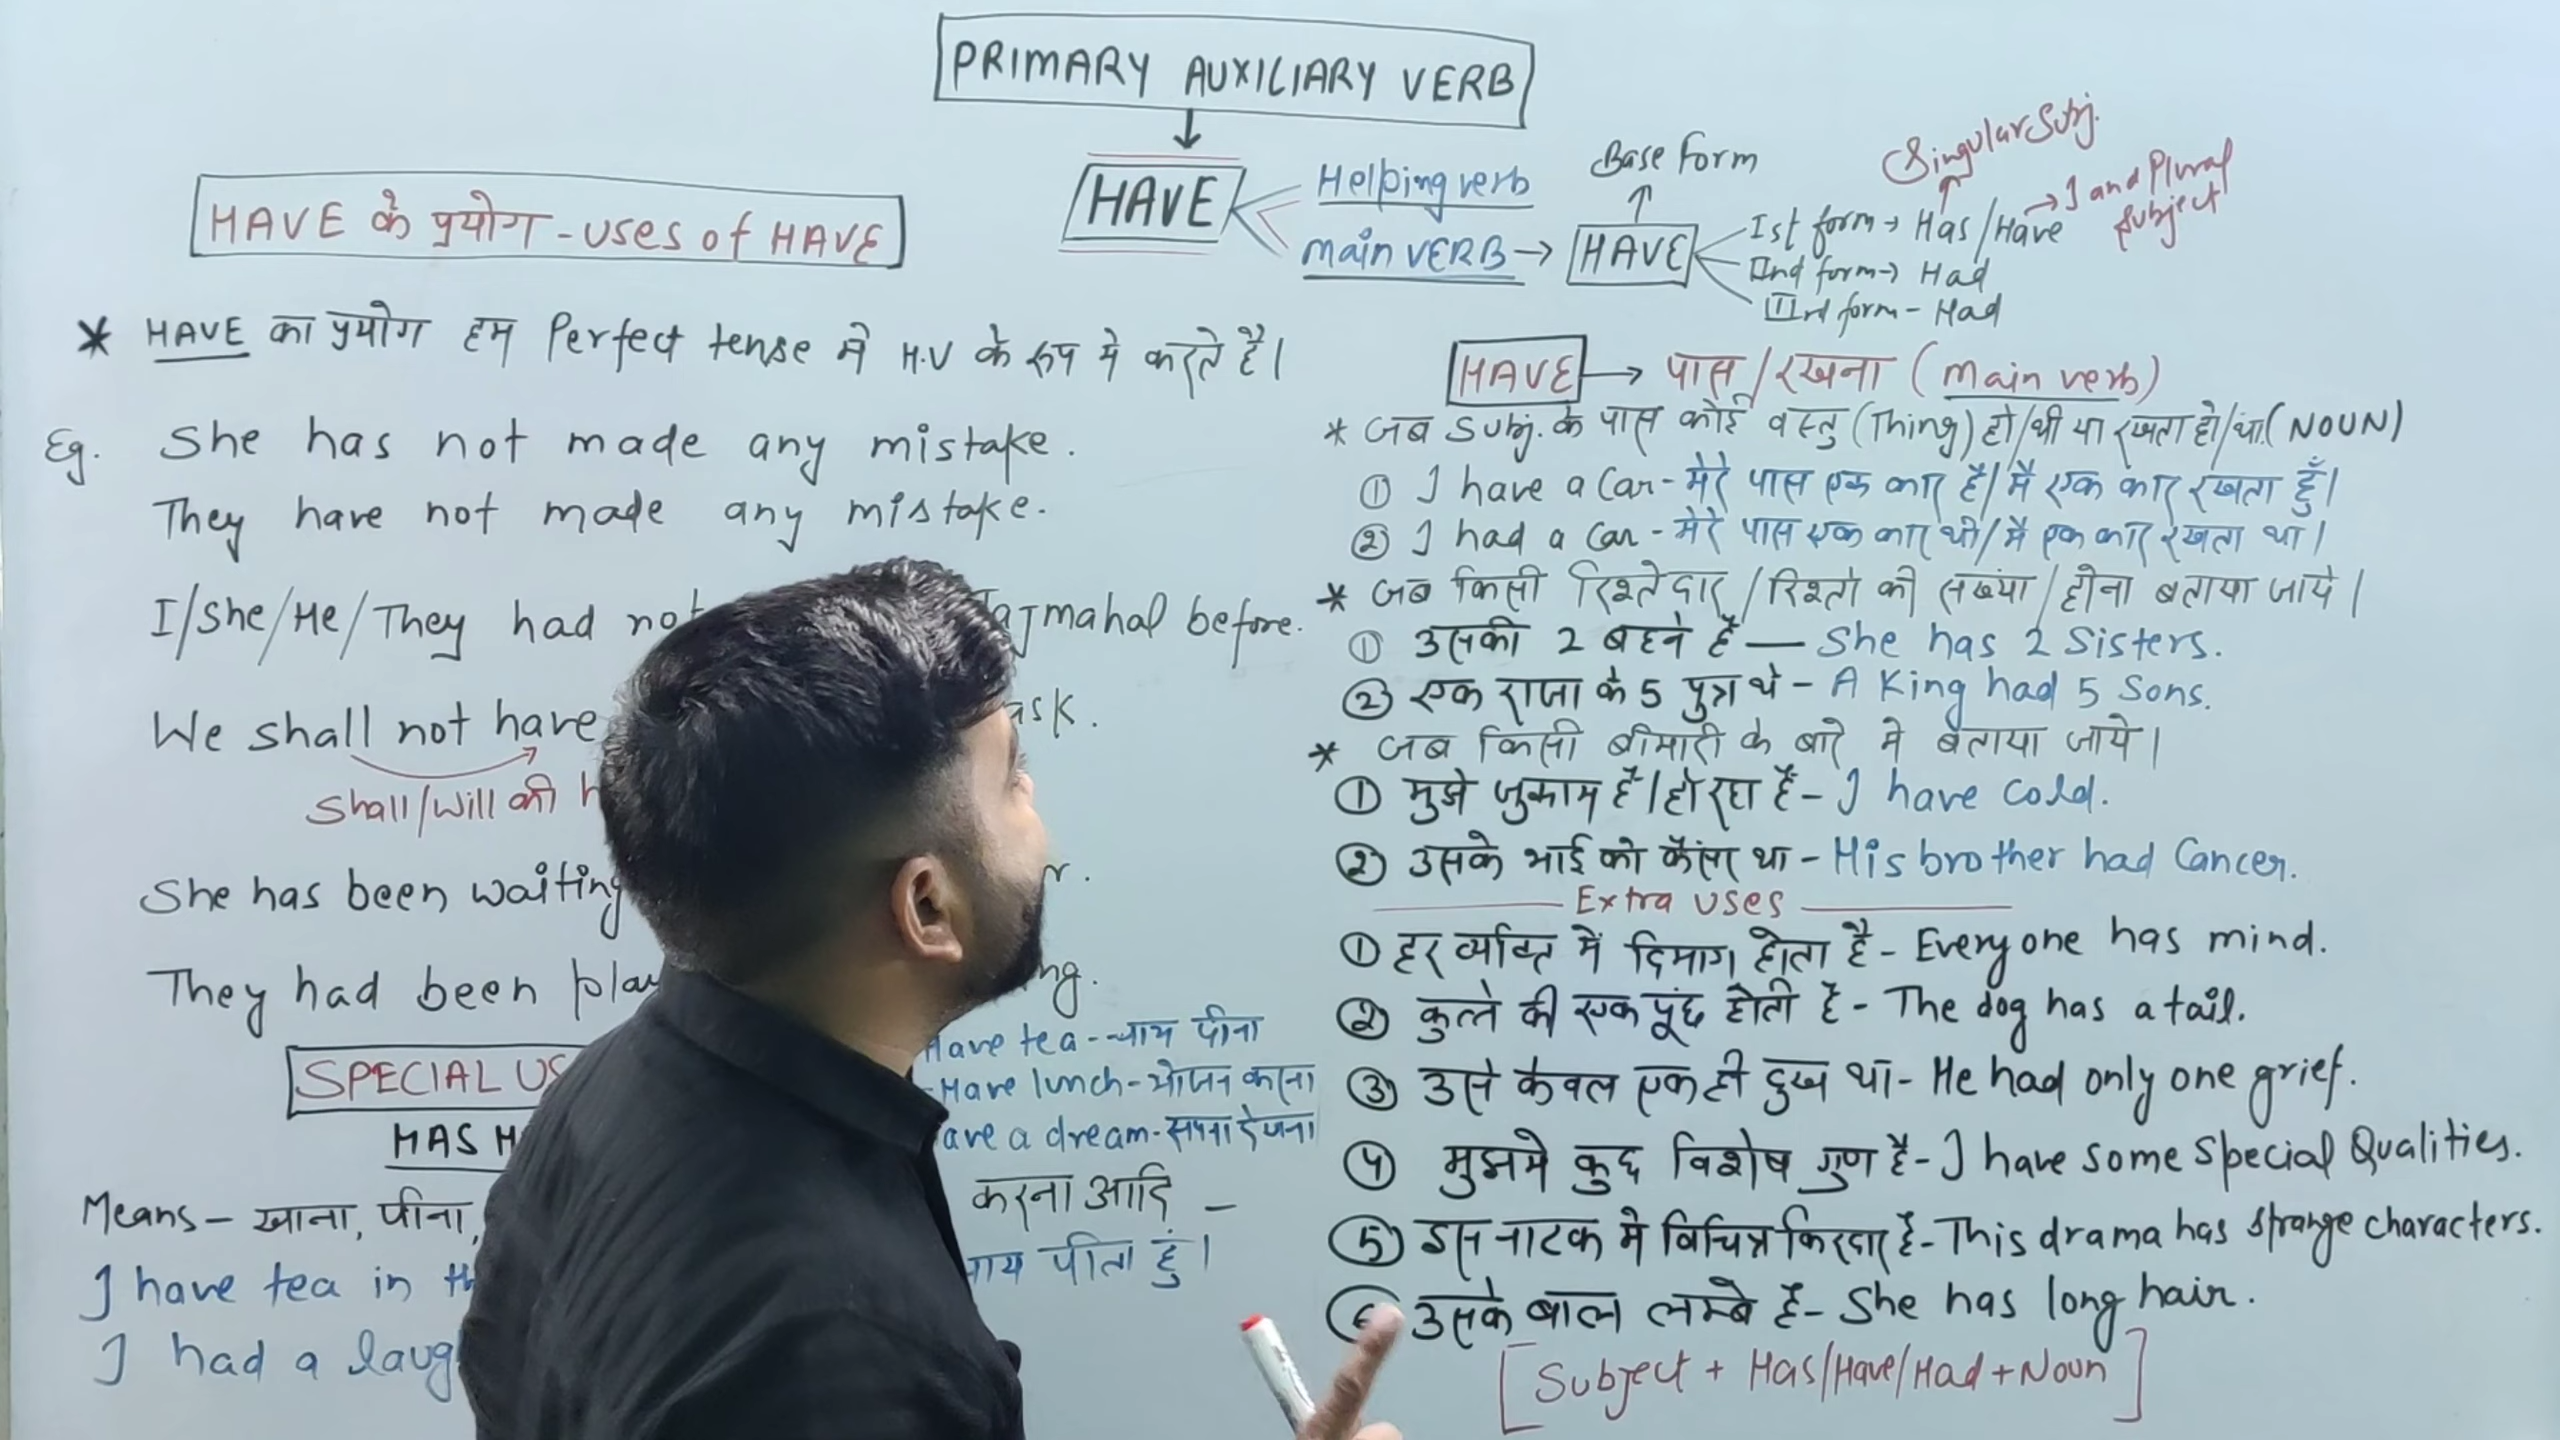 PRIMARY AUXILIARY VERB
HAVE
Helping verb
main VERB →
Base form
HAVE
Singular Subj.
Ist form → Has/Have → I and Plural Subject
IInd form → Had
IIIrd form - Had
HAVE के प्रयोग - uses of HAVE
* HAVE का प्रयोग हम Perfect tense मे H.V के रूप मे करते है।
Eg. She has not made any mistake.
They have not made any mistake.
I/She/He/They had not Tajmahal before.
We shall not have ask.
Shall/will की
She has been waiting
They had been
SPECIAL US
HAS H
Have tea - चाय पीना
Have lunch - भोजन करना
ave a dream - सपना देखना
Means - खाना, पीना, करना आदि -
I have tea in th ाय पीता हुं।
I had a laug
HAVE → पास/रखना (main verb)
* जब Subj. के पास कोई वस्तु (Thing) हो/थी या रखता हो/था (NOUN)
① I have a Car - मेरे पास एक कार है/मै एक कार रखता हूँ।
② I had a Car - मेरे पास एक कार थी/मै एक कार रखता था।
* जब किसी रिश्तेदार/रिश्तो की सख्यां/होना बताया जाये।
① उसकी 2 बहने है — She has 2 Sisters.
② एक राजा के 5 पुत्र थे - A King had 5 Sons.
* जब किसी बीमारी के बारे मे बताया जाये।
① मुझे जुकाम है/हो रहा है - I have cold.
② उसके भाई को कैंसर था - His brother had Cancer.
Extra uses
① हर व्यक्ति में दिमाग होता है - Everyone has mind.
② कुत्ते की एक पूंछ होती है - The dog has a tail.
③ उसे केवल एक ही दुख था - He had only one grief.
④ मुझमे कुछ विशेष गुण है - I have some special Qualities.
⑤ इस नाटक मे विचित्र किरदार है - This drama has strange characters.
⑥ उसके बाल लम्बे है - She has long hair.
[Subject + Has/Have/Had + Noun]